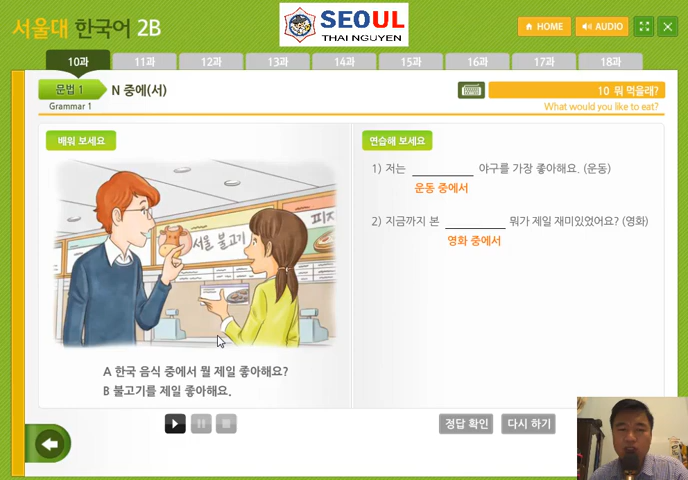 서울대 한국어 2B
SEOUL
THAI NGUYEN
HOME
AUDIO
10과
11과
12과
13과
14과
15과
16과
17과
18과
문법 1
N 중에(서)
Grammar 1
10 뭐 먹을래?
What would you like to eat?
배워 보세요
서울 불고기
피자
A 한국 음식 중에서 뭘 제일 좋아해요?
B 불고기를 제일 좋아해요.
연습해 보세요
1) 저는 __________ 야구를 가장 좋아해요. (운동)
운동 중에서
2) 지금까지 본 __________ 뭐가 제일 재미있었어요? (영화)
영화 중에서
정답 확인
다시 하기